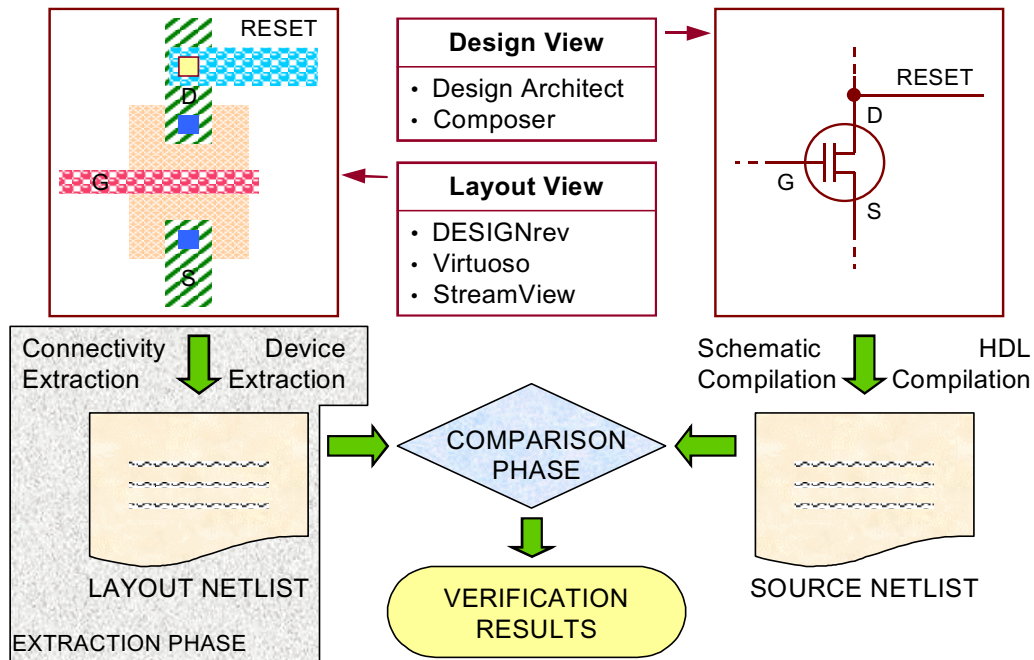 RESET
D
G
S
Design View
• Design Architect
• Composer
Layout View
• DESIGNrev
• Virtuoso
• StreamView
RESET
D
G
S
Connectivity
Extraction
Device
Extraction
Schematic
Compilation
HDL
Compilation
COMPARISON
PHASE
LAYOUT NETLIST
EXTRACTION PHASE
VERIFICATION
RESULTS
SOURCE NETLIST